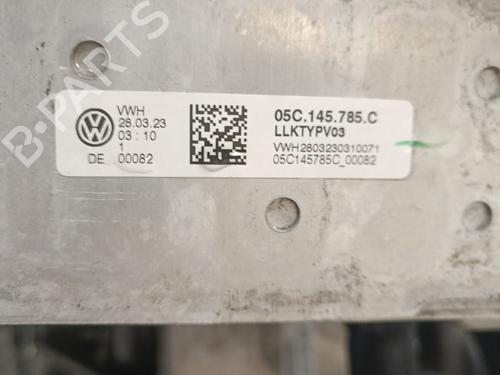 B-PARTS
VWH
28.03.23
03:10
1
DE 00082
05C.145.785.C
LLKTYPV03
VWH2803230310071
05C145785C_00082